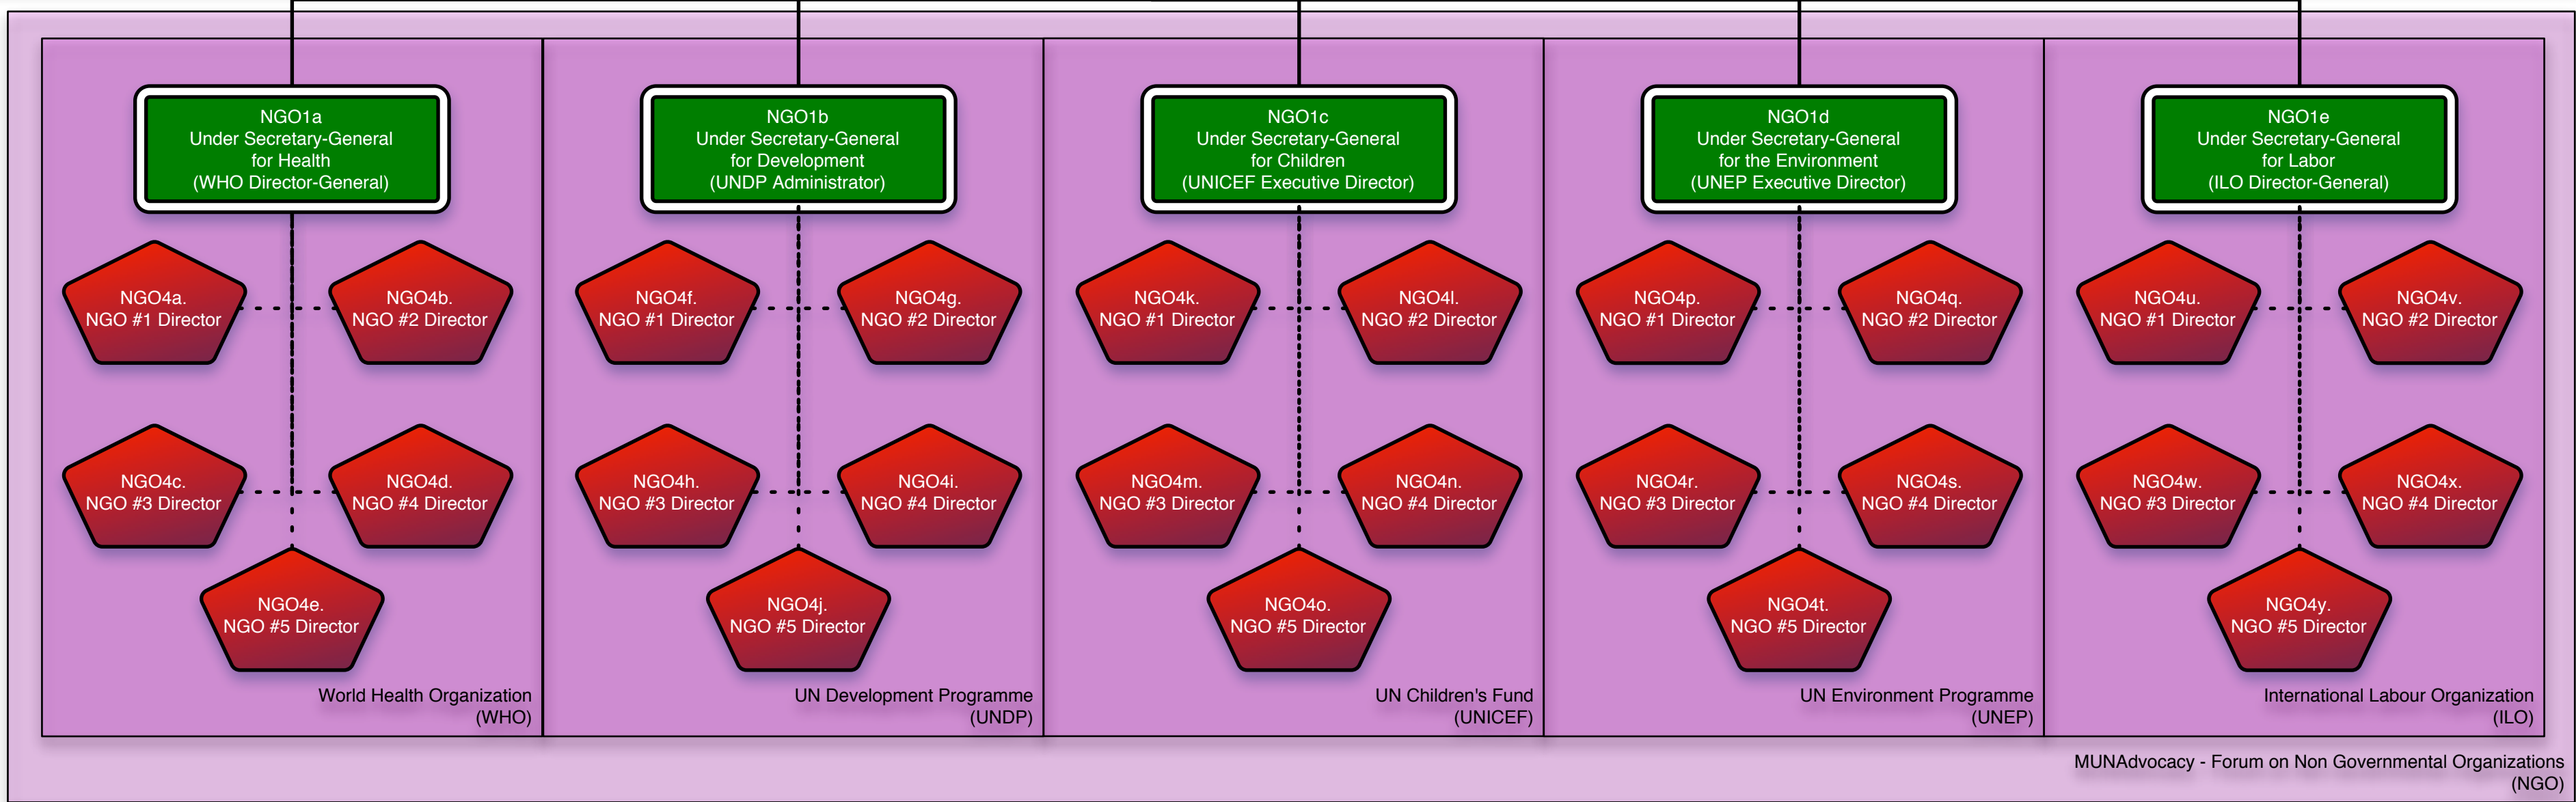 NGO1a
Under Secretary-General
for Health
(WHO Director-General)
NGO4a.
NGO #1 Director
NGO4b.
NGO #2 Director
NGO4c.
NGO #3 Director
NGO4d.
NGO #4 Director
NGO4e.
NGO #5 Director
World Health Organization
(WHO)
NGO1b
Under Secretary-General
for Development
(UNDP Administrator)
NGO4f.
NGO #1 Director
NGO4g.
NGO #2 Director
NGO4h.
NGO #3 Director
NGO4i.
NGO #4 Director
NGO4j.
NGO #5 Director
UN Development Programme
(UNDP)
NGO1c
Under Secretary-General
for Children
(UNICEF Executive Director)
NGO4k.
NGO #1 Director
NGO4l.
NGO #2 Director
NGO4m.
NGO #3 Director
NGO4n.
NGO #4 Director
NGO4o.
NGO #5 Director
UN Children's Fund
(UNICEF)
NGO1d
Under Secretary-General
for the Environment
(UNEP Executive Director)
NGO4p.
NGO #1 Director
NGO4q.
NGO #2 Director
NGO4r.
NGO #3 Director
NGO4s.
NGO #4 Director
NGO4t.
NGO #5 Director
UN Environment Programme
(UNEP)
NGO1e
Under Secretary-General
for Labor
(ILO Director-General)
NGO4u.
NGO #1 Director
NGO4v.
NGO #2 Director
NGO4w.
NGO #3 Director
NGO4x.
NGO #4 Director
NGO4y.
NGO #5 Director
International Labour Organization
(ILO)
MUNAdvocacy - Forum on Non Governmental Organizations
(NGO)